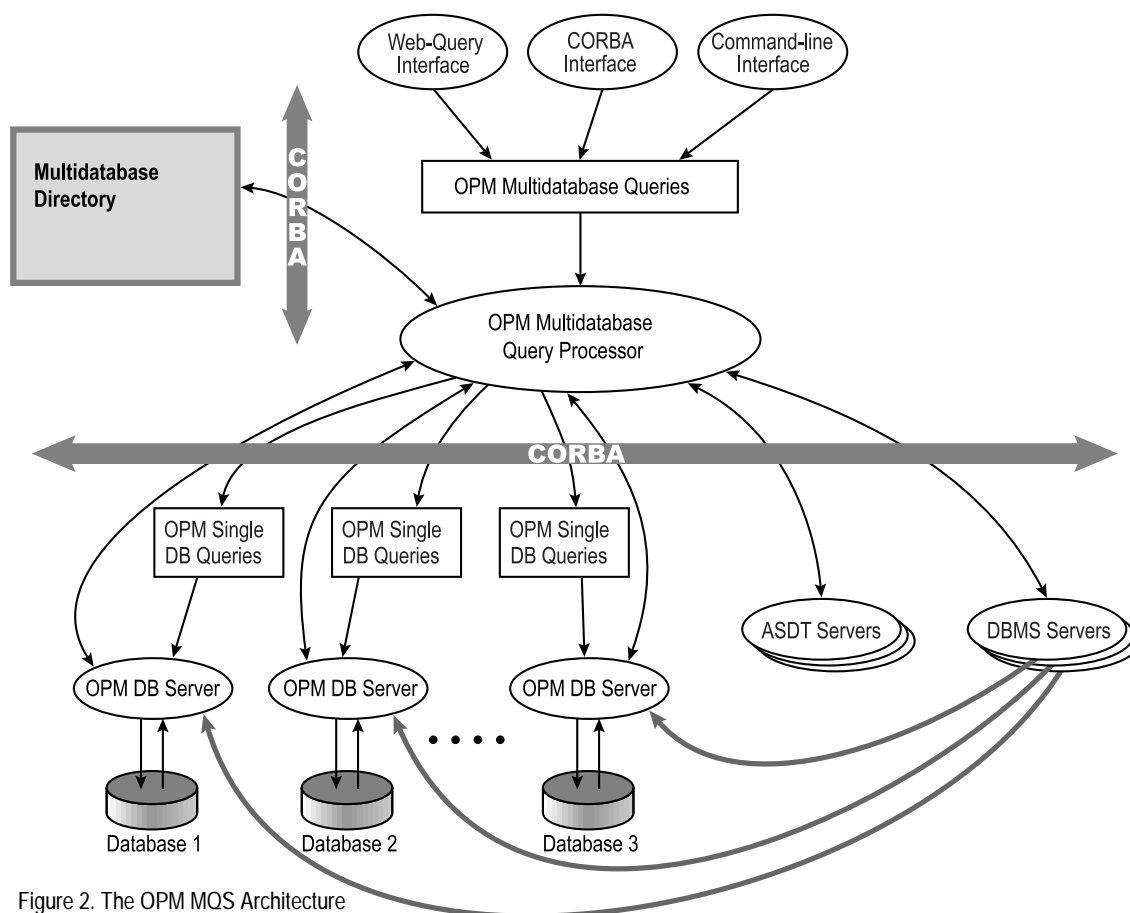 Web-Query
Interface
CORBA
Interface
Command-line
Interface
Multidatabase
Directory
CORBA
OPM Multidatabase Queries
OPM Multidatabase
Query Processor
CORBA
OPM Single
DB Queries
OPM Single
DB Queries
OPM Single
DB Queries
ASDT Servers
DBMS Servers
OPM DB Server
OPM DB Server
OPM DB Server
Database 1
Database 2
Database 3
Figure 2. The OPM MQS Architecture